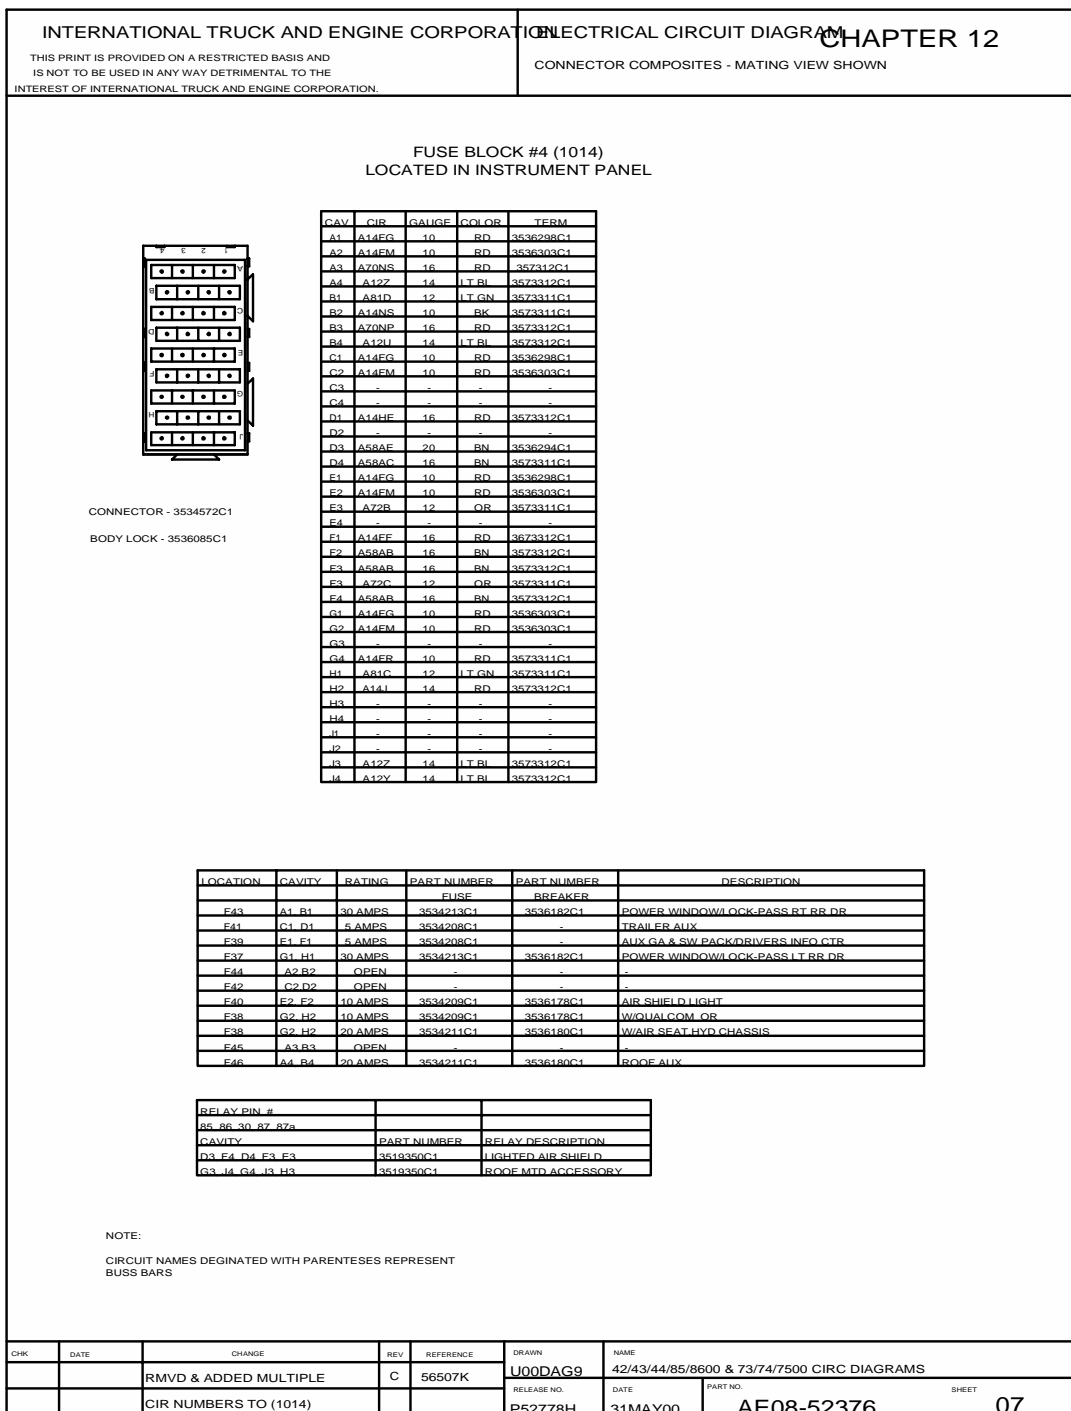 INTERNATIONAL TRUCK AND ENGINE CORPORATION
THIS PRINT IS PROVIDED ON A RESTRICTED BASIS AND
IS NOT TO BE USED IN ANY WAY DETRIMENTAL TO THE
INTEREST OF INTERNATIONAL TRUCK AND ENGINE CORPORATION.
ELECTRICAL CIRCUIT DIAGRAM
CHAPTER 12
CONNECTOR COMPOSITES - MATING VIEW SHOWN
FUSE BLOCK #4 (1014)
LOCATED IN INSTRUMENT PANEL
4 3 2 1
A
B
C
D
E
F
G
H
J
CONNECTOR - 3534572C1
BODY LOCK - 3536085C1
CAV CIR GAUGE COLOR TERM
A1 A14FG 10 RD 3536298C1
A2 A14FM 10 RD 3536303C1
A3 A70NS 16 RD 357312C1
A4 A12Z 14 LT BL 3573312C1
B1 A81D 12 LT GN 3573311C1
B2 A14NS 10 BK 3573311C1
B3 A70NP 16 RD 3573312C1
B4 A12U 14 LT BL 3573312C1
C1 A14FG 10 RD 3536298C1
C2 A14FM 10 RD 3536303C1
C3 - - - -
C4 - - - -
D1 A14HE 16 RD 3573312C1
D2 - - - -
D3 A58AE 20 BN 3536294C1
D4 A58AC 16 BN 3573311C1
E1 A14FG 10 RD 3536298C1
E2 A14FM 10 RD 3536303C1
E3 A72B 12 OR 3573311C1
E4 - - - -
F1 A14FF 16 RD 3673312C1
F2 A58AB 16 BN 3573312C1
F3 A58AB 16 BN 3573312C1
F3 A72C 12 OR 3573311C1
F4 A58AB 16 BN 3573312C1
G1 A14FG 10 RD 3536303C1
G2 A14FM 10 RD 3536303C1
G3 - - - -
G4 A14FR 10 RD 3573311C1
H1 A81C 12 LT GN 3573311C1
H2 A14J 14 RD 3573312C1
H3 - - - -
H4 - - - -
J1 - - - -
J2 - - - -
J3 A12Z 14 LT BL 3573312C1
J4 A12Y 14 LT BL 3573312C1
LOCATION CAVITY RATING PART NUMBER PART NUMBER DESCRIPTION
FUSE BREAKER
F43 A1, B1 30 AMPS 3534213C1 3536182C1 POWER WINDOW/LOCK-PASS RT RR DR
F41 C1, D1 5 AMPS 3534208C1 - TRAILER AUX
F39 E1, F1 5 AMPS 3534208C1 - AUX GA & SW PACK/DRIVERS INFO CTR
F37 G1, H1 30 AMPS 3534213C1 3536182C1 POWER WINDOW/LOCK-PASS LT RR DR
F44 A2,B2 OPEN - - -
F42 C2,D2 OPEN - - -
F40 E2, F2 10 AMPS 3534209C1 3536178C1 AIR SHIELD LIGHT
F38 G2, H2 10 AMPS 3534209C1 3536178C1 W/QUALCOM OR
F38 G2, H2 20 AMPS 3534211C1 3536180C1 W/AIR SEAT,HYD CHASSIS
F45 A3,B3 OPEN - - -
F46 A4, B4 20 AMPS 3534211C1 3536180C1 ROOF AUX
RELAY PIN #
85, 86, 30, 87, 87a
CAVITY PART NUMBER RELAY DESCRIPTION
D3, F4, D4, F3, E3 3519350C1 LIGHTED AIR SHIELD
G3, J4, G4, J3, H3 3519350C1 ROOF MTD ACCESSORY
NOTE:
CIRCUIT NAMES DEGINATED WITH PARENTESES REPRESENT
BUSS BARS
CHK DATE CHANGE REV REFERENCE DRAWN NAME
RMVD & ADDED MULTIPLE C 56507K U00DAG9 42/43/44/85/8600 & 73/74/7500 CIRC DIAGRAMS
RELEASE NO. DATE PART NO. SHEET
CIR NUMBERS TO (1014) P52778H 31MAY00 AE08-52376 07